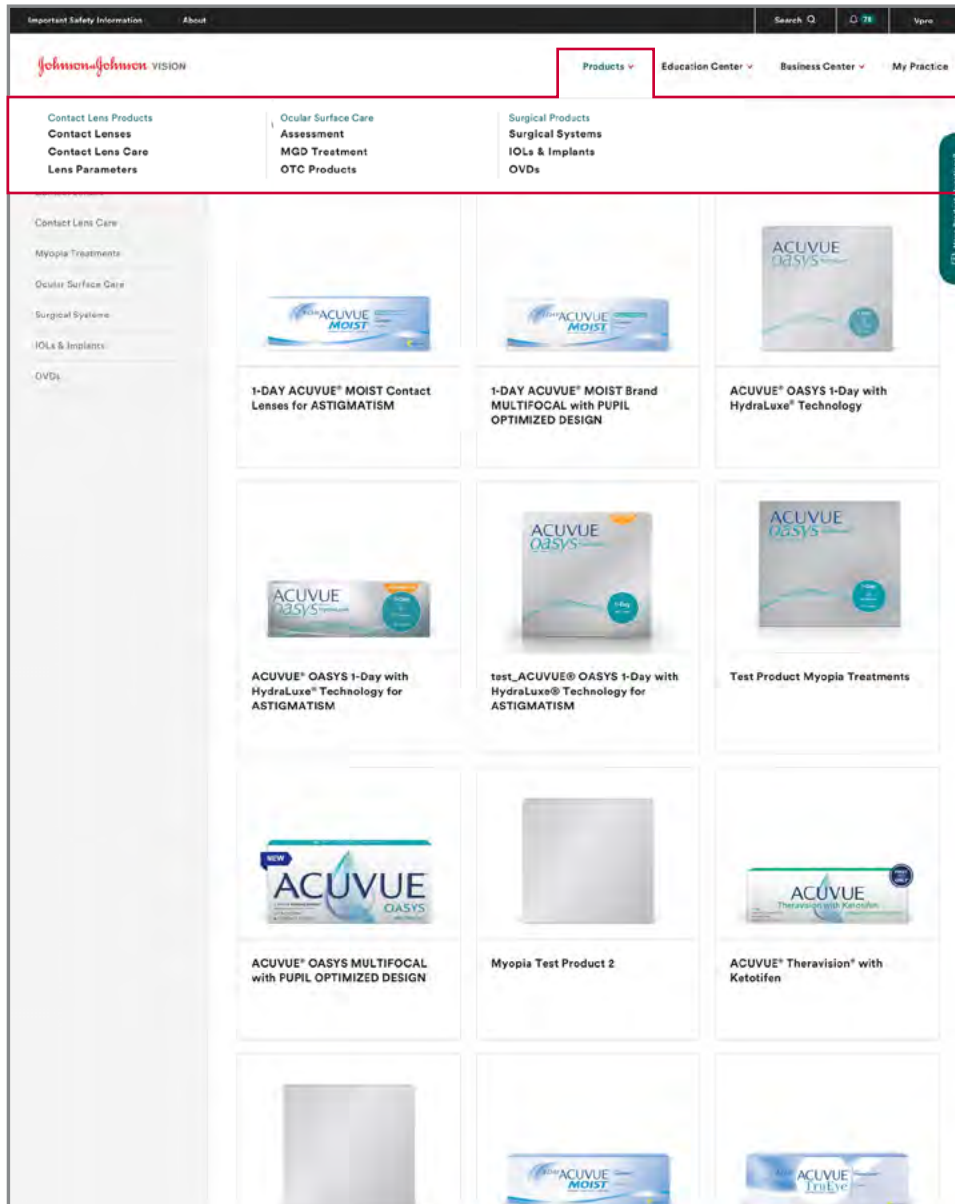 Important Safety Information About Search 78 Vpro
Johnson&Johnson VISION Products Education Center Business Center My Practice
Contact Lens Products
Contact Lenses
Contact Lens Care
Lens Parameters
Ocular Surface Care
Assessment
MGD Treatment
OTC Products
Surgical Products
Surgical Systems
IOLs & Implants
OVDs
Contact Lens Care
Myopia Treatments
Ocular Surface Care
Surgical Systems
IOLs & Implants
OVDs
ACUVUE
MOIST
1-DAY ACUVUE® MOIST Contact
Lenses for ASTIGMATISM
ACUVUE
MOIST
1-DAY ACUVUE® MOIST Brand
MULTIFOCAL with PUPIL
OPTIMIZED DESIGN
ACUVUE
OASYS
ACUVUE® OASYS 1-Day with
HydraLuxe® Technology
ACUVUE
OASYS
1-Day
ACUVUE® OASYS 1-Day with
HydraLuxe® Technology for
ASTIGMATISM
ACUVUE
OASYS
1-Day
test_ACUVUE® OASYS 1-Day with
HydraLuxe® Technology for
ASTIGMATISM
ACUVUE
OASYS
1-Day
Test Product Myopia Treatments
NEW
ACUVUE
OASYS
ACUVUE® OASYS MULTIFOCAL
with PUPIL OPTIMIZED DESIGN
Myopia Test Product 2
ACUVUE
Theravision with Ketotifen
ACUVUE® Theravision® with
Ketotifen
ACUVUE
MOIST
ACUVUE
TruEye